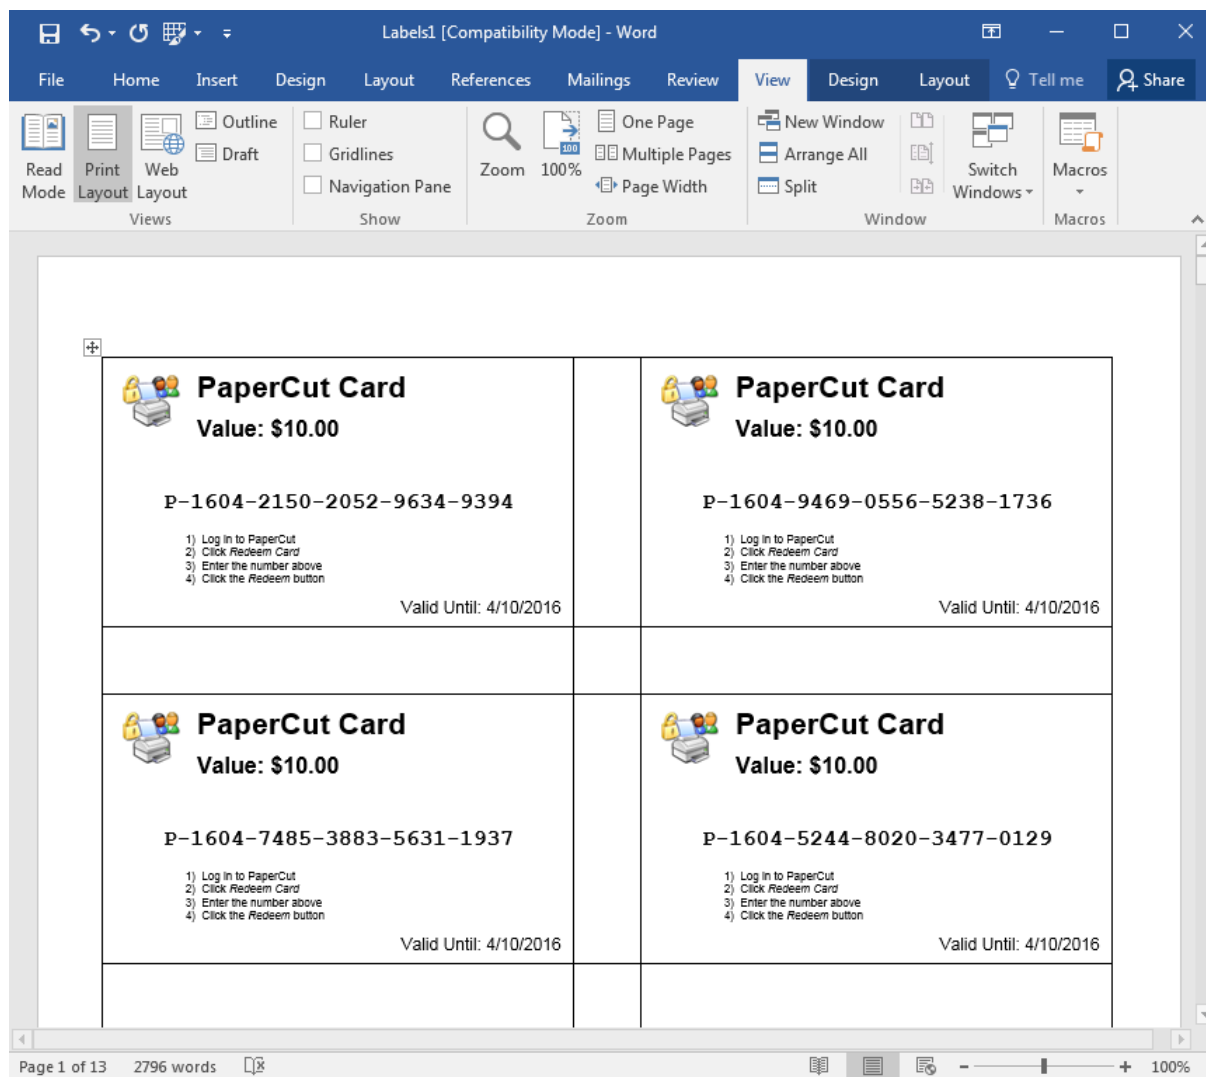 Labels1 [Compatibility Mode] - Word
File Home Insert Design Layout References Mailings Review View Design Layout Tell me Share
Read Mode
Print Layout
Web Layout
Outline
Draft
Views
Ruler
Gridlines
Navigation Pane
Show
Zoom
100
100%
One Page
Multiple Pages
Page Width
Zoom
New Window
Arrange All
Split
Switch Windows
Window
Macros
Macros
PaperCut Card
Value: $10.00
P-1604-2150-2052-9634-9394
1) Log in to PaperCut
2) Click Redeem Card
3) Enter the number above
4) Click the Redeem button
Valid Until: 4/10/2016
PaperCut Card
Value: $10.00
P-1604-9469-0556-5238-1736
1) Log in to PaperCut
2) Click Redeem Card
3) Enter the number above
4) Click the Redeem button
Valid Until: 4/10/2016
PaperCut Card
Value: $10.00
P-1604-7485-3883-5631-1937
1) Log in to PaperCut
2) Click Redeem Card
3) Enter the number above
4) Click the Redeem button
Valid Until: 4/10/2016
PaperCut Card
Value: $10.00
P-1604-5244-8020-3477-0129
1) Log in to PaperCut
2) Click Redeem Card
3) Enter the number above
4) Click the Redeem button
Valid Until: 4/10/2016
Page 1 of 13 2796 words 100%